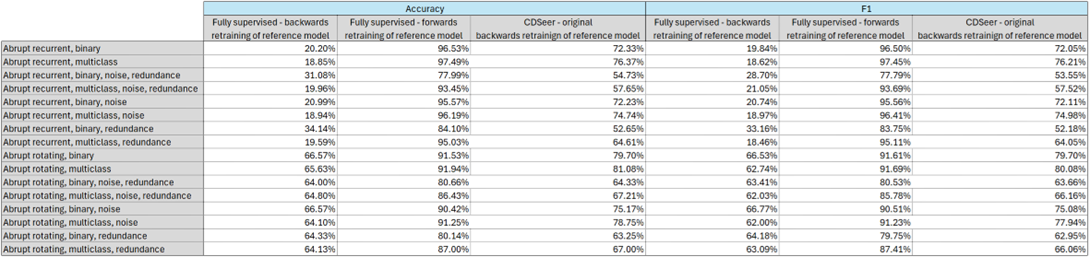 Accuracy F1
Fully supervised - backwards Fully supervised - forwards CDSeer - original Fully supervised - backwards Fully supervised - forwards CDSeer - original
retraining of reference model retraining of reference model backwards retrainign of reference model retraining of reference model retraining of reference model backwards retrainign of reference model
Abrupt recurrent, binary 20.20% 96.53% 72.33% 19.84% 96.50% 72.05%
Abrupt recurrent, multiclass 18.85% 97.49% 76.37% 18.62% 97.45% 76.21%
Abrupt recurrent, binary, noise, redundance 31.08% 77.99% 54.73% 28.70% 77.79% 53.55%
Abrupt recurrent, multiclass, noise, redundance 19.96% 93.45% 57.65% 21.05% 93.69% 57.52%
Abrupt recurrent, binary, noise 20.99% 95.57% 72.23% 20.74% 95.56% 72.11%
Abrupt recurrent, multiclass, noise 18.94% 96.19% 74.74% 18.97% 96.41% 74.98%
Abrupt recurrent, binary, redundance 34.14% 84.10% 52.65% 33.16% 83.75% 52.18%
Abrupt recurrent, multiclass, redundance 19.59% 95.03% 64.61% 18.46% 95.11% 64.05%
Abrupt rotating, binary 66.57% 91.53% 79.70% 66.53% 91.61% 79.70%
Abrupt rotating, multiclass 65.63% 91.94% 81.08% 62.74% 91.69% 80.08%
Abrupt rotating, binary, noise, redundance 64.00% 80.66% 64.33% 63.41% 80.53% 63.66%
Abrupt rotating, multiclass, noise, redundance 64.80% 86.43% 67.21% 62.03% 85.78% 66.16%
Abrupt rotating, binary, noise 66.57% 90.42% 75.17% 66.77% 90.51% 75.08%
Abrupt rotating, multiclass, noise 64.10% 91.25% 78.75% 62.00% 91.23% 77.94%
Abrupt rotating, binary, redundance 64.33% 80.14% 63.25% 64.18% 79.75% 62.95%
Abrupt rotating, multiclass, redundance 64.13% 87.00% 67.00% 63.09% 87.41% 66.06%